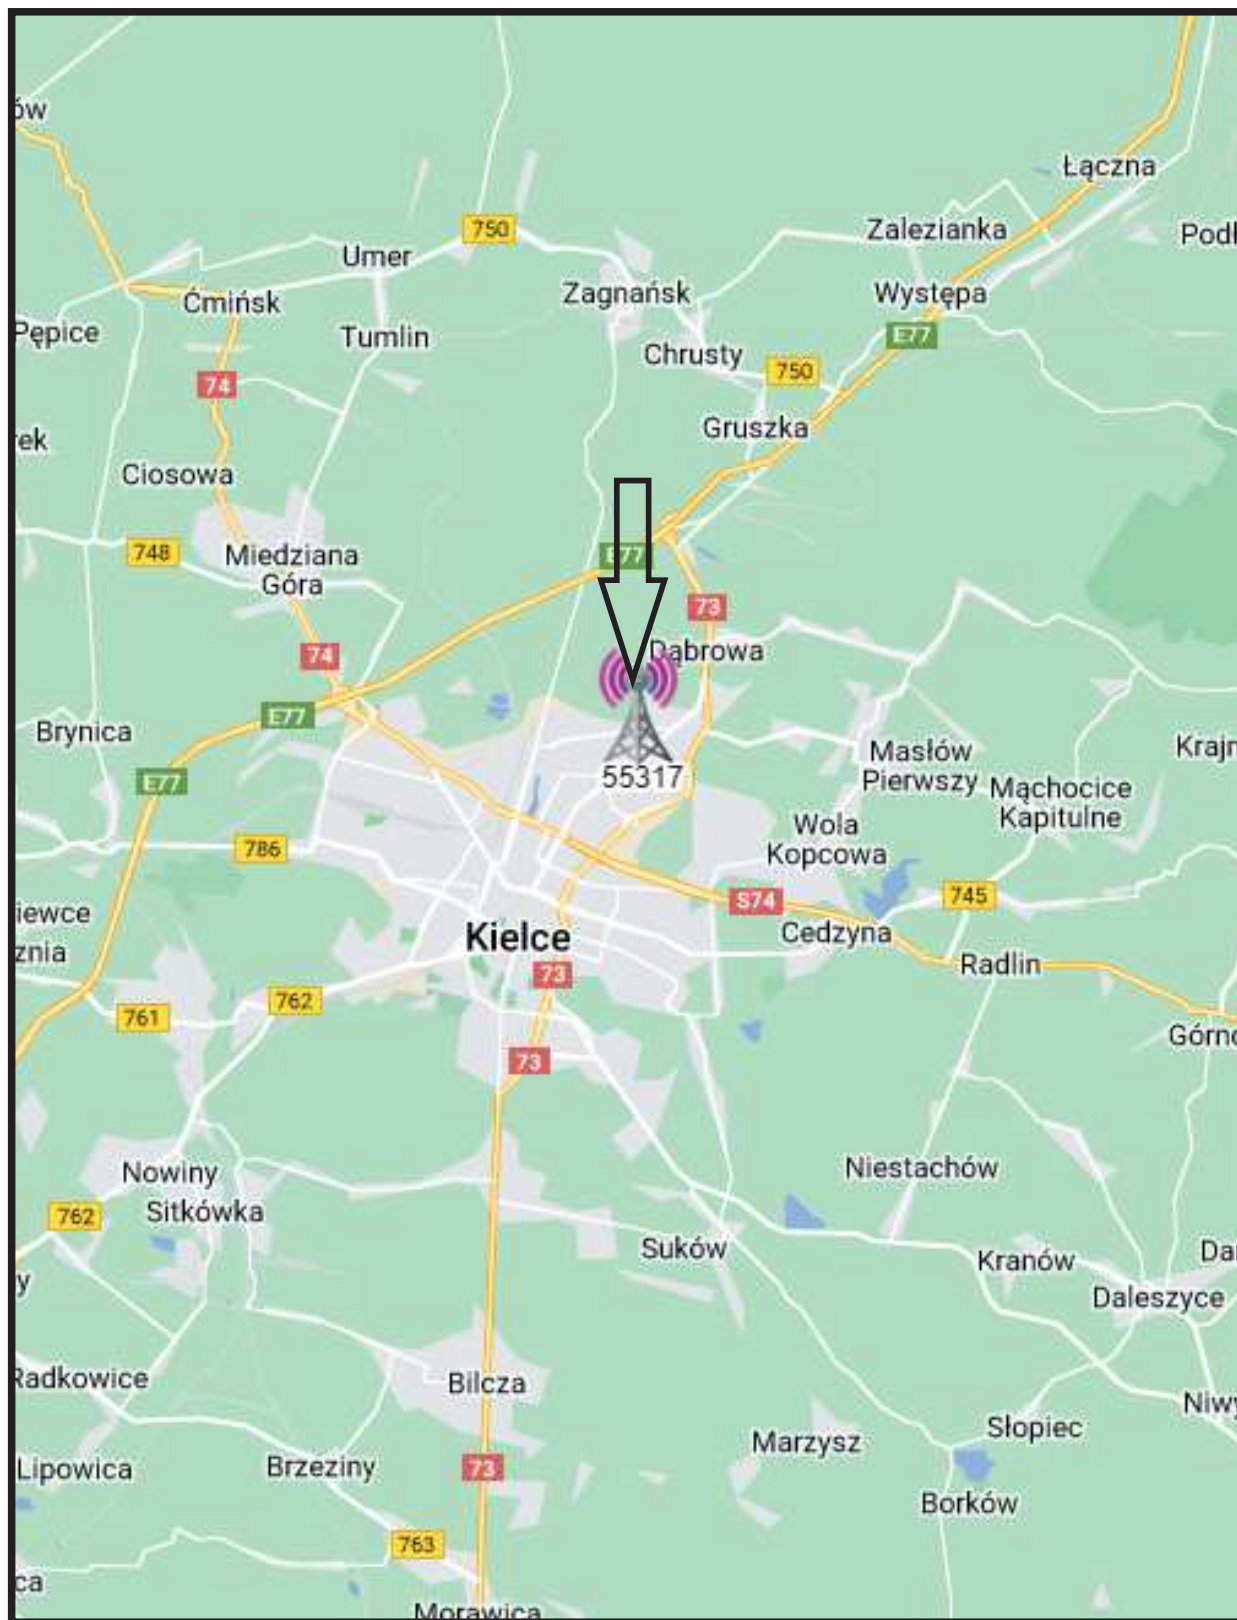 ów
Łączna
Zalezianka
750
Podł
Umer
Zagnańsk
Występa
Ćmińsk
Pępice
Tumlin
E77
Chrusty
750
74
Gruszka
rek
Ciosowa
748
Miedziana
Góra
E77
73
Dąbrowa
74
E77
Brynica
Masłów
Pierwszy
Krajn
E77
55317
Mąchocice
Kapitulne
Wola
Kopcowa
786
S74
745
iewce
znia
Kielce
Cedzyna
Radlin
73
762
761
Górno
73
Niestachów
Nowiny
Sitkówka
762
Suków
Kranów
Da
y
Daleszyce
Radkowice
Bilcza
Niwy
Słopiec
Marzysz
Lipowica
Brzeziny
73
Borków
763
ca
Morawica